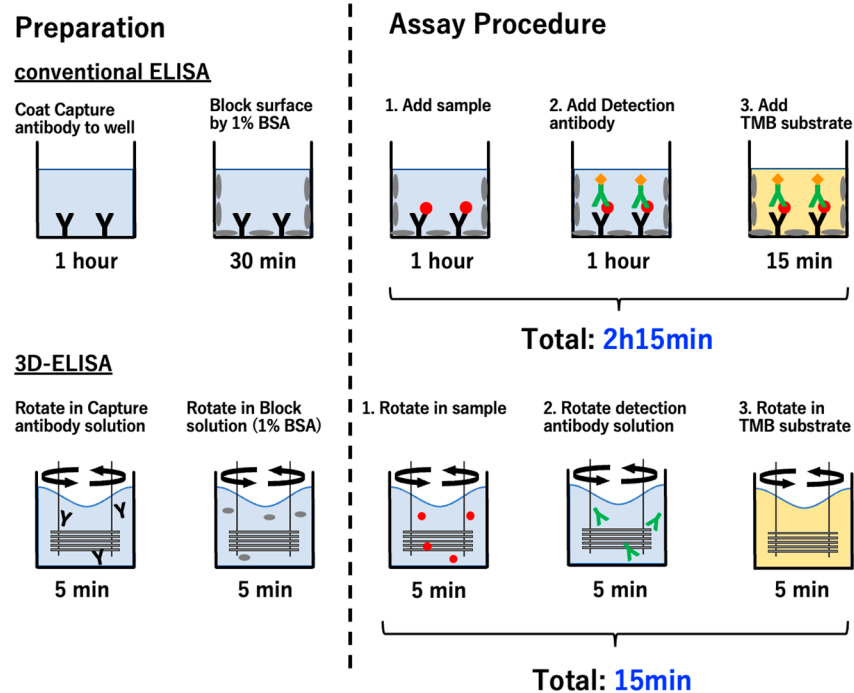 Preparation
Assay Procedure
conventional ELISA
Coat Capture
antibody to well
Block surface
by 1% BSA
1. Add sample
2. Add Detection
antibody
3. Add
TMB substrate
1 hour
30 min
1 hour
1 hour
15 min
Total: 2h15min
3D-ELISA
Rotate in Capture
antibody solution
Rotate in Block
solution (1% BSA)
1. Rotate in sample
2. Rotate detection
antibody solution
3. Rotate in
TMB substrate
5 min
5 min
5 min
5 min
5 min
Total: 15min